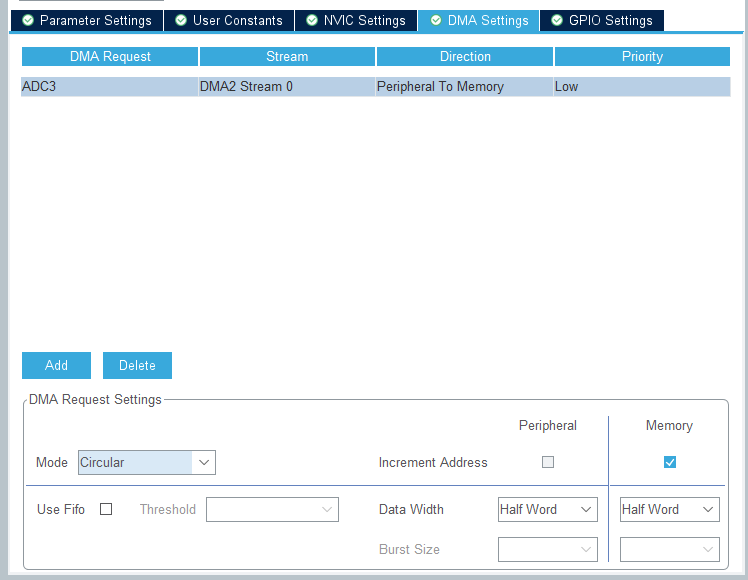 Parameter Settings User Constants NVIC Settings DMA Settings GPIO Settings
DMA Request Stream Direction Priority
ADC3 DMA2 Stream 0 Peripheral To Memory Low
Add Delete
DMA Request Settings
Peripheral Memory
Mode Circular Increment Address
Use Fifo Threshold Data Width Half Word Half Word
Burst Size